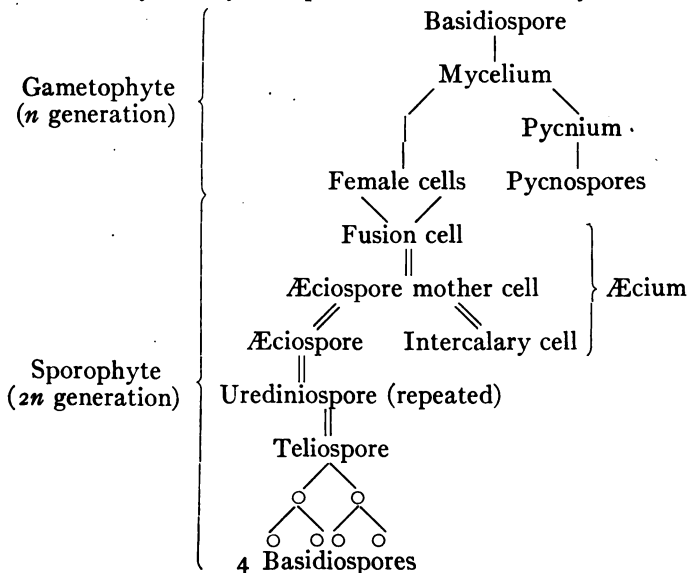 Basidiospore
Mycelium
Gametophyte
(n generation)
Pycnium
Female cells Pycnospores
Fusion cell
Æciospore mother cell
Æcium
Æciospore Intercalary cell
Sporophyte
(2n generation)
Urediniospore (repeated)
Teliospore
4 Basidiospores